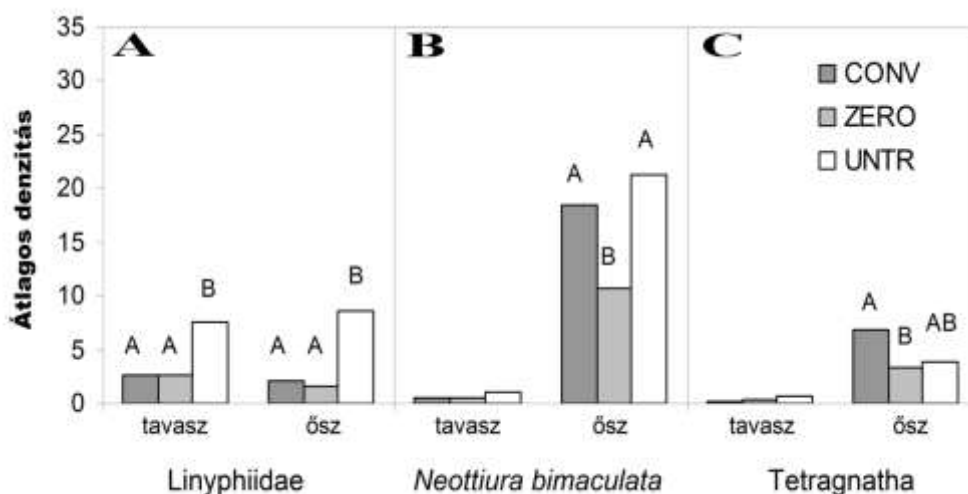 Átlagos denzitás
35
30
25
20
15
10
5
0
A
B
C
CONV
ZERO
UNTR
A
A
B
A
A
B
A
B
A
A
B
AB
tavasz
ősz
tavasz
ősz
tavasz
ősz
Linyphiidae
Neottiura bimaculata
Tetragnatha